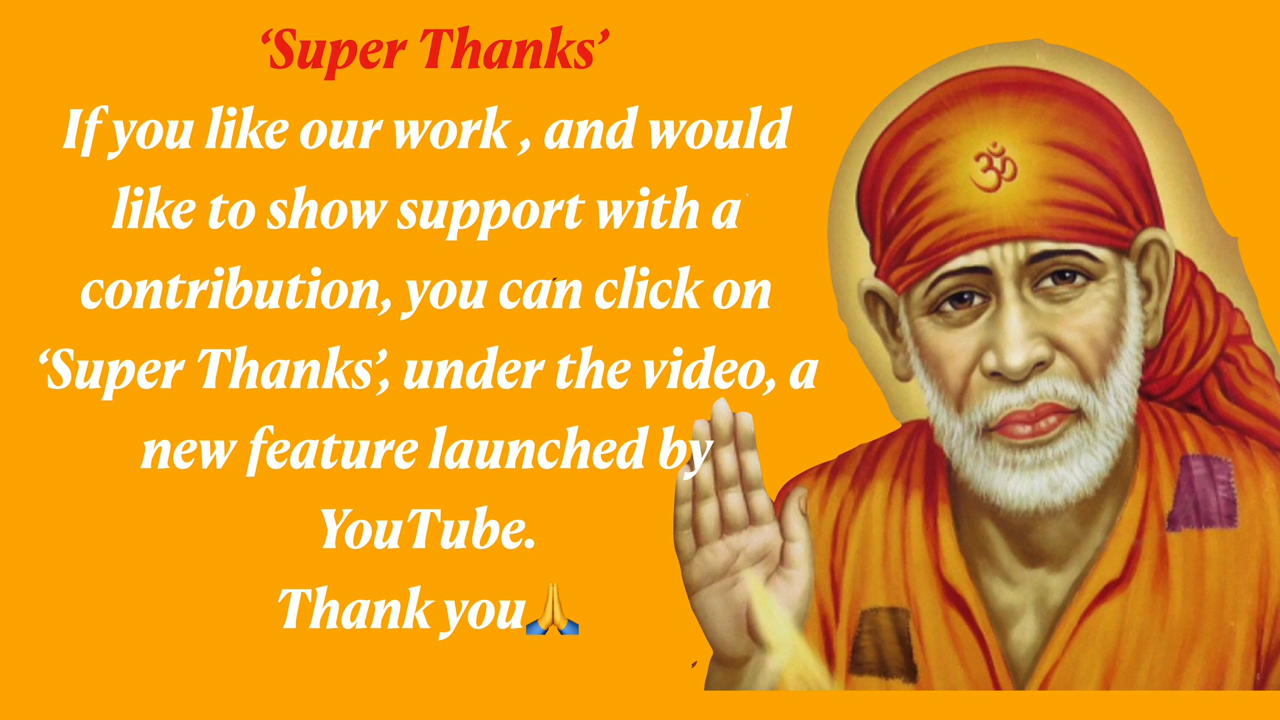 ‘Super Thanks’
If you like our work , and would
like to show support with a
contribution, you can click on
‘Super Thanks’, under the video, a
new feature launched by
YouTube.
Thank you🙏
ॐ